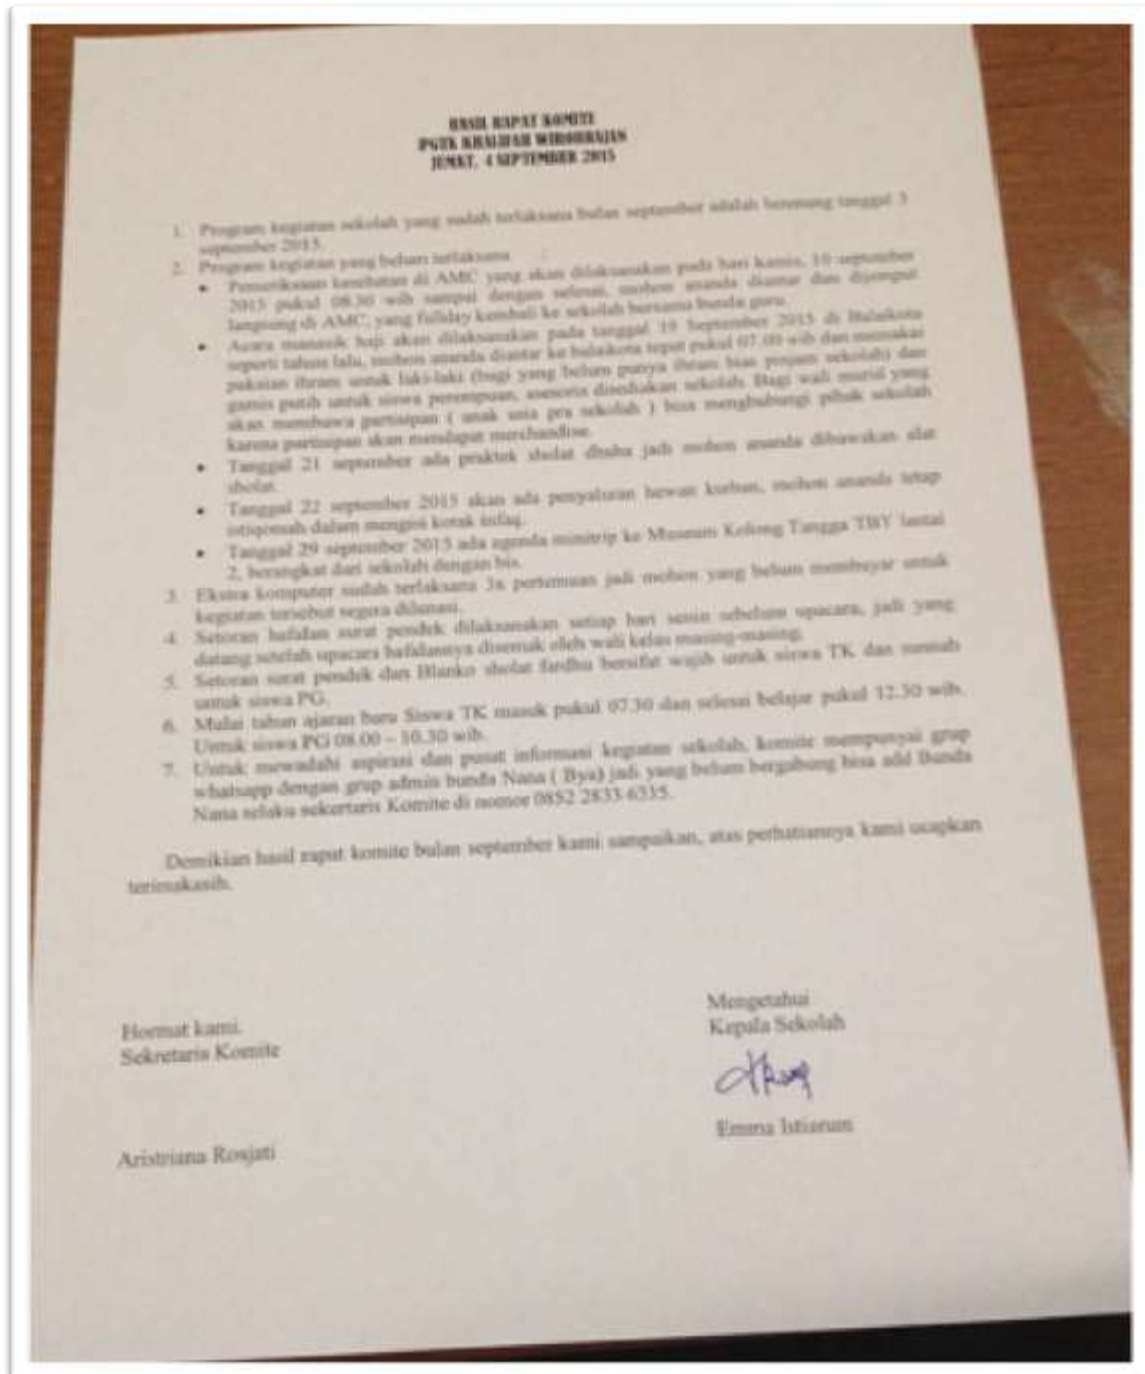 HASIL RAPAT KOMITE
PGTK KHALIFAH WIROBRAJAN
JUMAT, 4 SEPTEMBER 2015
1. Program kegiatan sekolah yang sudah terlaksana bulan september adalah berenang tanggal 3
september 2015.
2. Program kegiatan yang belum terlaksana
• Pemeriksaan kesehatan di AMC yang akan dilaksanakan pada hari kamis, 10 september
2015 pukul 08.30 wib sampai dengan selesai, mohon ananda diantar dan dijemput
langsung di AMC, yang fullday kembali ke sekolah bersama bunda guru.
• Acara manasik haji akan dilaksanakan pada tanggal 19 September 2015 di Balaikota
seperti tahun lalu, mohon ananda diantar ke balaikota tepat pukul 07.00 wib dan memakai
pakaian ihram untuk laki-laki (bagi yang belum punya ihram bias pinjam sekolah) dan
gamis putih untuk siswa perempuan, asesoris disediakan sekolah. Bagi wali murid yang
akan membawa partisipan ( anak usia pra sekolah ) bisa menghubungi pihak sekolah
karena partisipan akan mendapat merchandise.
• Tanggal 21 september ada praktek sholat dhuha jadi mohon ananda dibawakan alat
sholat.
• Tanggal 22 september 2015 akan ada penyaluran hewan kurban, mohon ananda tetap
istiqomah dalam mengisi kotak infaq.
• Tanggal 29 september 2015 ada agenda minitrip ke Museum Kolong Tangga TBY lantai
2, berangkat dari sekolah dengan bis.
3. Ekstra komputer sudah terlaksana 3x pertemuan jadi mohon yang belum membayar untuk
kegiatan tersebut segera dilunasi.
4. Setoran hafidan surat pendek dilaksanakan setiap hari senin sebelum upacara, jadi yang
datang setelah upacara hafidannya disemak oleh wali kelas masing-masing.
5. Setoran surat pendek dan Blanko sholat fardhu bersifat wajib untuk siswa TK dan sunnah
untuk siswa PG.
6. Mulai tahun ajaran baru Siswa TK masuk pukul 07.30 dan selesai belajar pukul 12.30 wib.
Untuk siswa PG 08.00 – 10.30 wib.
7. Untuk mewadahi aspirasi dan pusat informasi kegiatan sekolah, komite mempunyai grup
whatsapp dengan grup admin bunda Nana ( Bya) jadi yang belum bergabung bisa add Bunda
Nana selaku sekertaris Komite di nomor 0852 2833 6335.
Demikian hasil rapat komite bulan september kami sampaikan, atas perhatiannya kami ucapkan
terimakasih.
Hormat kami.
Sekretaris Komite
Aristriana Rosjati
Mengetahui
Kepala Sekolah
Emma Istiarum